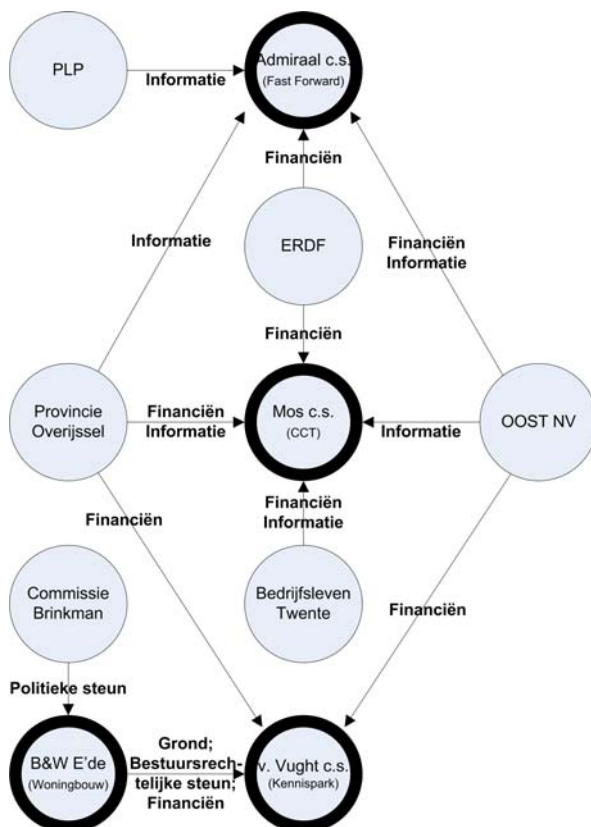 PLP
Informatie
Admiraal c.s.
(Fast Forward)
Financiën
Informatie
ERDF
Financiën
Informatie
Financiën
Provincie
Overijssel
Financiën
Informatie
Mos c.s.
(CCT)
Informatie
OOST NV
Financiën
Informatie
Financiën
Commissie
Brinkman
Bedrijfsleven
Twente
Financiën
Politieke steun
B&W E'de
(Woningbouw)
Grond;
Bestuursrech-
telijke steun;
Financiën
v. Vught c.s.
(Kennispark)